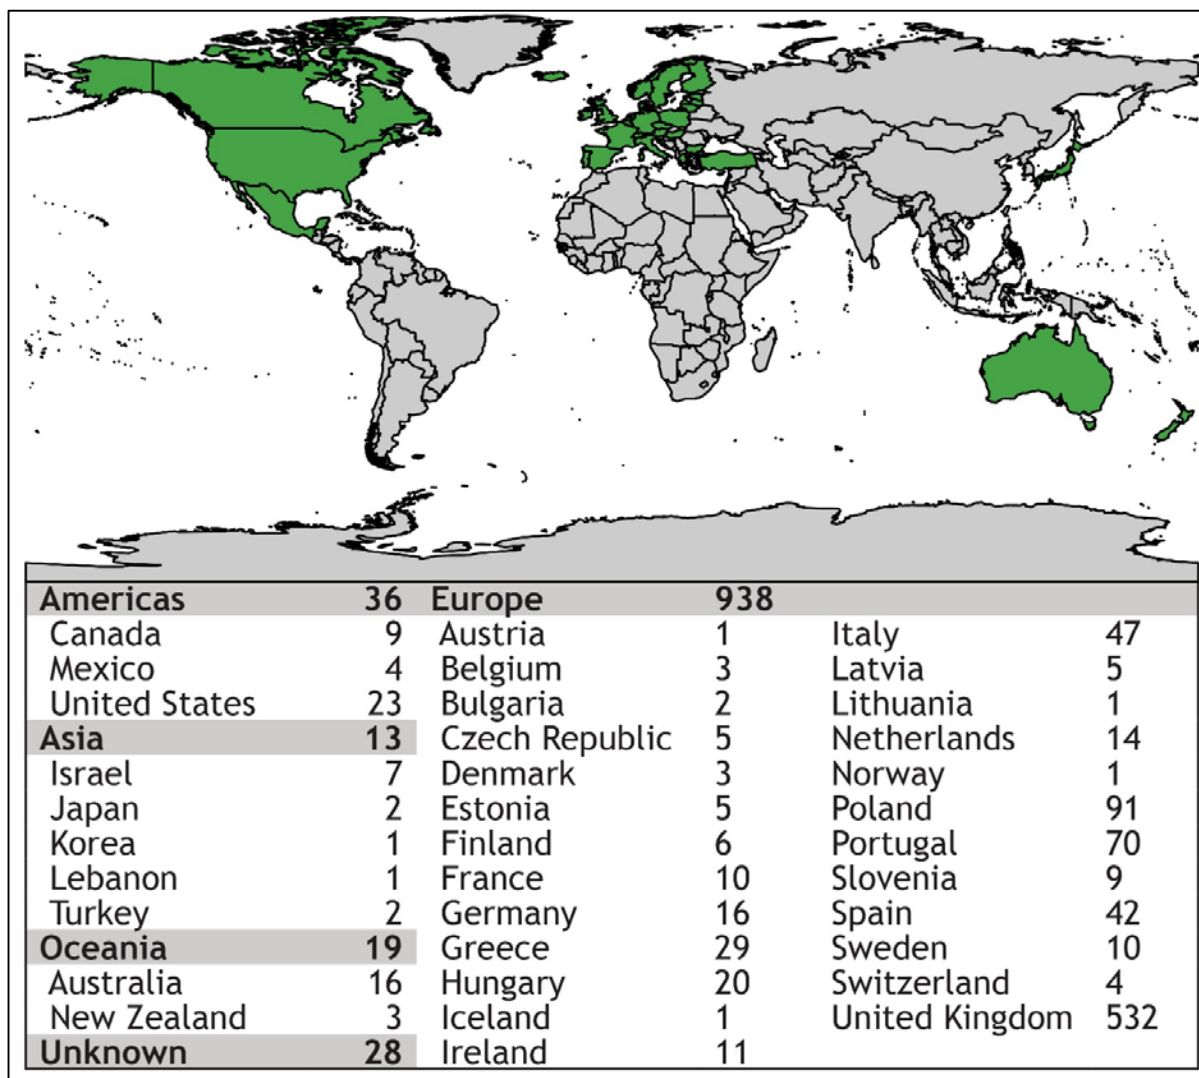 Americas 36 Europe 938
Canada 9 Austria 1 Italy 47
Mexico 4 Belgium 3 Latvia 5
United States 23 Bulgaria 2 Lithuania 1
Asia 13 Czech Republic 5 Netherlands 14
Israel 7 Denmark 3 Norway 1
Japan 2 Estonia 5 Poland 91
Korea 1 Finland 6 Portugal 70
Lebanon 1 France 10 Slovenia 9
Turkey 2 Germany 16 Spain 42
Oceania 19 Greece 29 Sweden 10
Australia 16 Hungary 20 Switzerland 4
New Zealand 3 Iceland 1 United Kingdom 532
Unknown 28 Ireland 11